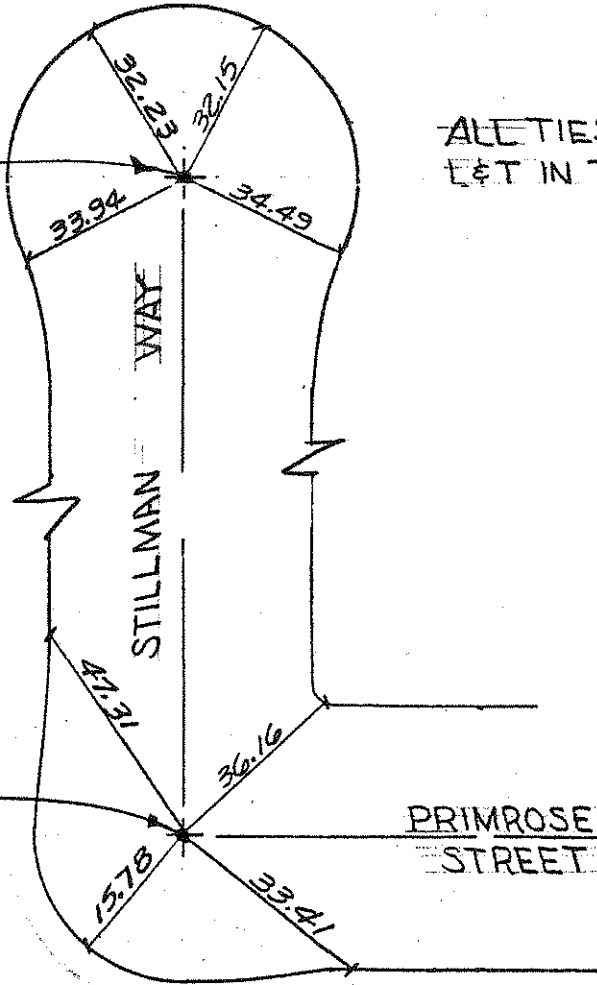 32.23
32.15
ALL TIES
L&T IN T
33.94
34.49
STILLMAN WAY
47.31
36.16
PRIMROSE
STREET
15.78
33.41